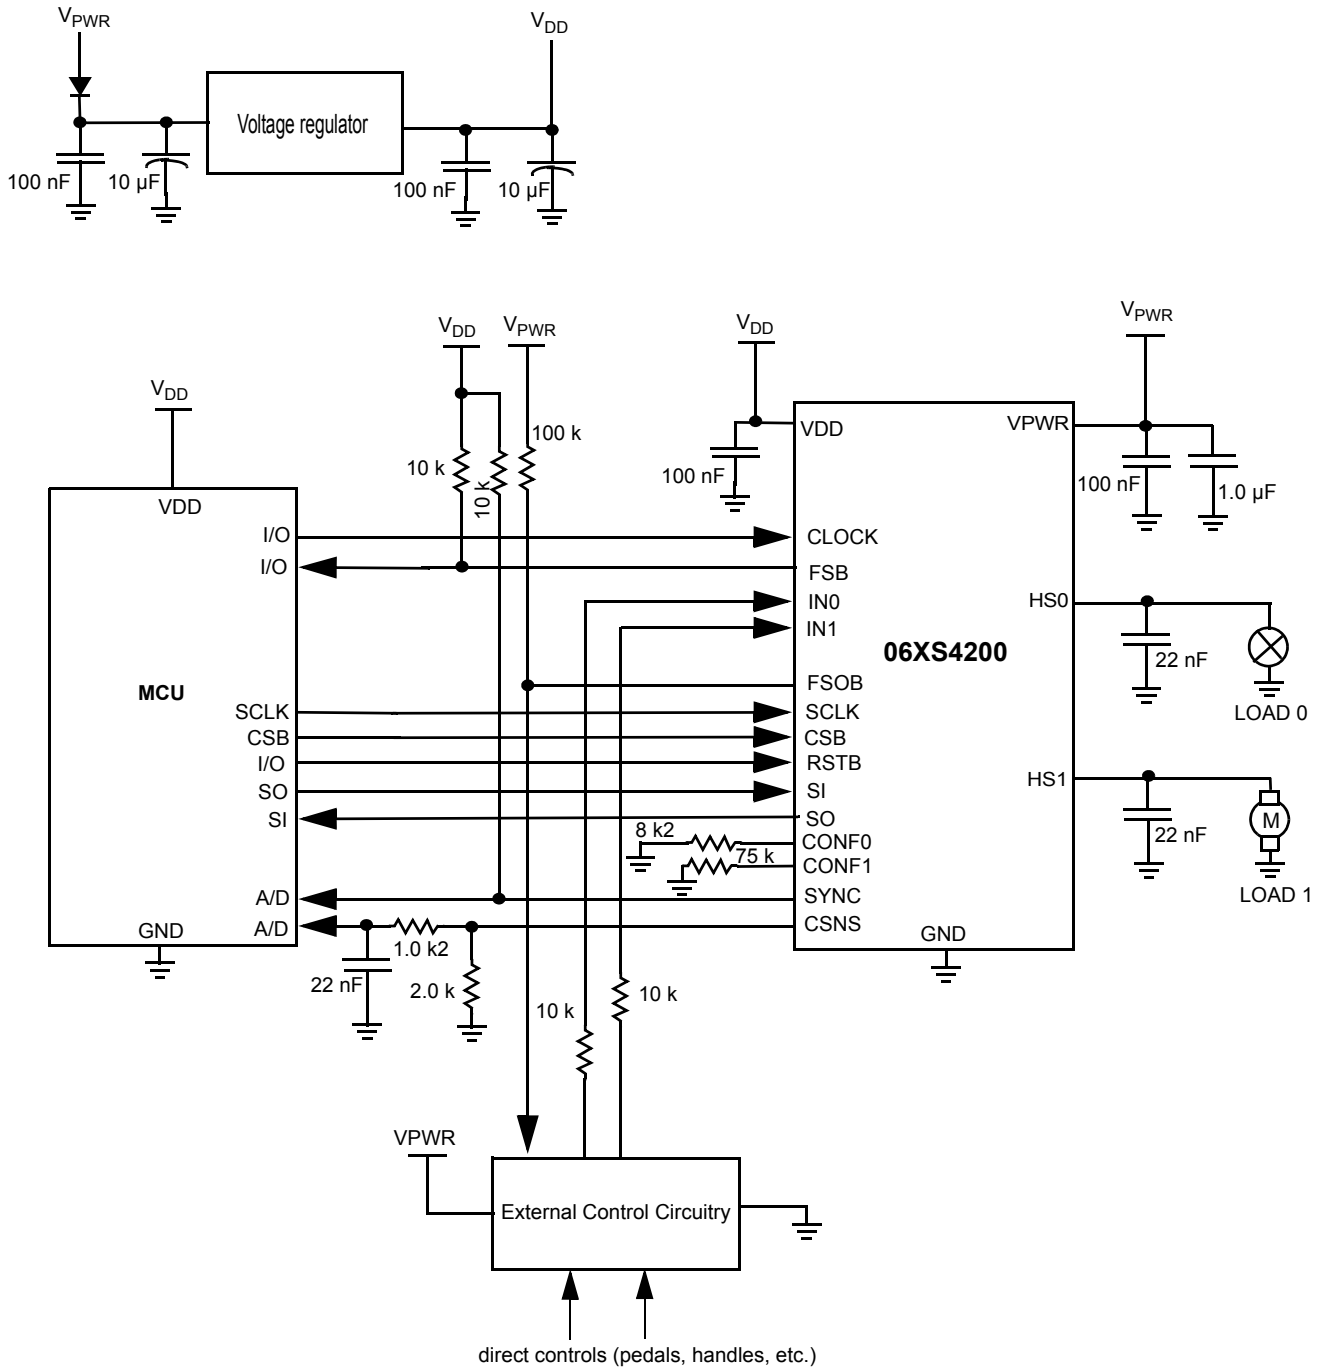 VPWR
VDD
Voltage regulator
100 nF
10 µF
100 nF
10 µF
VDD
VPWR
VDD
VPWR
VDD
10 k
10 k
100 k
100 nF
100 nF
1.0 µF
VDD
I/O
I/O
MCU
SCLK
CSB
I/O
SO
SI
A/D
A/D
GND
VDD
VPWR
CLOCK
FSB
IN0
IN1
06XS4200
FSOB
SCLK
CSB
RSTB
SI
SO
CONF0
CONF1
SYNC
CSNS
GND
HS0
HS1
22 nF
LOAD 0
22 nF
M
LOAD 1
8 k2
75 k
1.0 k2
22 nF
2.0 k
10 k
10 k
VPWR
External Control Circuitry
direct controls (pedals, handles, etc.)